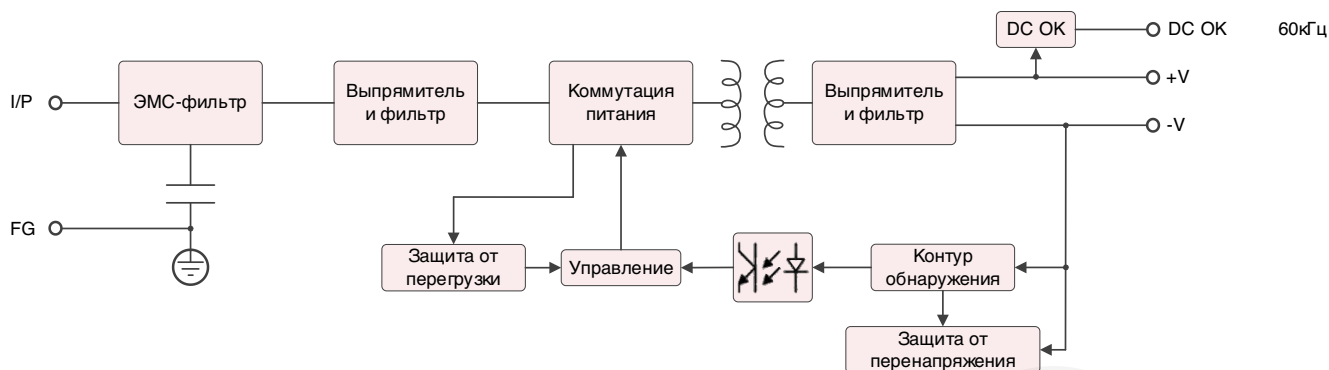 DC OK
DC OK
60кГц
I/P
ЭМС-фильтр
Выпрямитель
и фильтр
Коммутация
питания
Выпрямитель
и фильтр
+V
-V
FG
Защита от
перегрузки
Управление
Контур
обнаружения
Защита от
перенапряжения